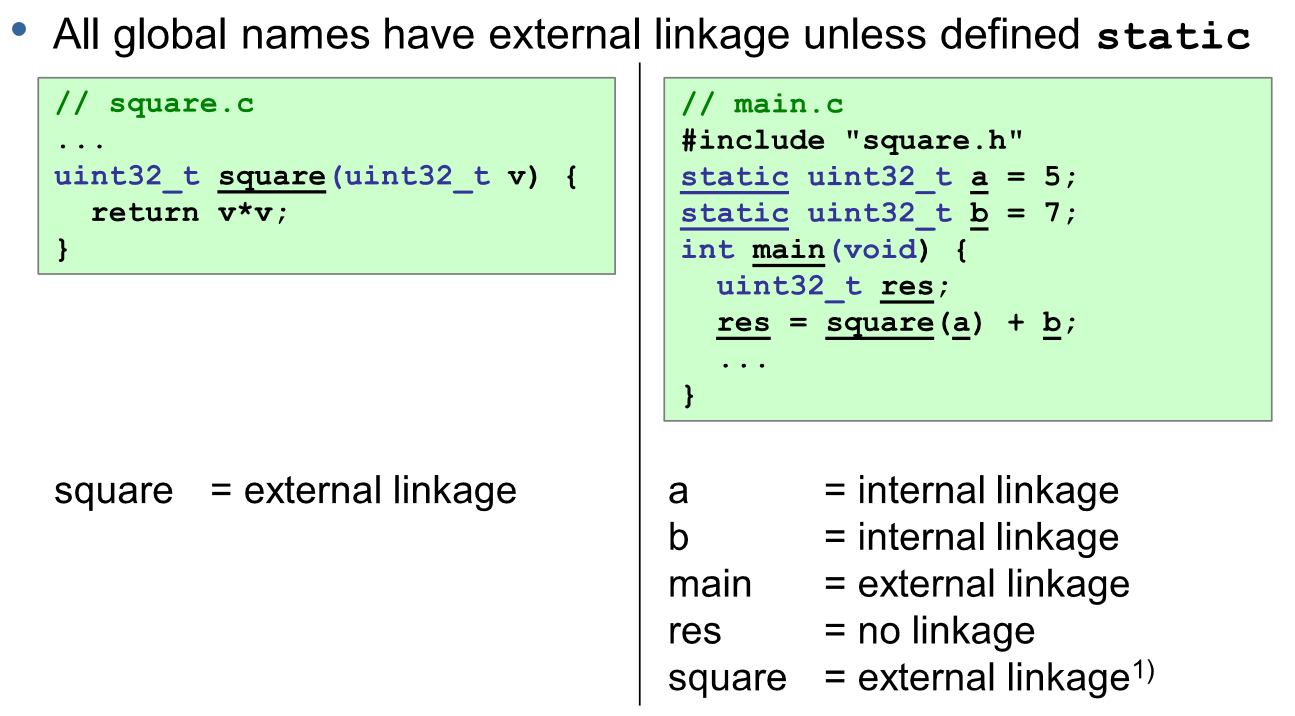 • All global names have external linkage unless defined static
// square.c
...
uint32_t square(uint32_t v) {
  return v*v;
}
square = external linkage
// main.c
#include "square.h"
static uint32_t a = 5;
static uint32_t b = 7;
int main(void) {
  uint32_t res;
  res = square(a) + b;
  ...
}
a = internal linkage
b = internal linkage
main = external linkage
res = no linkage
square = external linkage1)